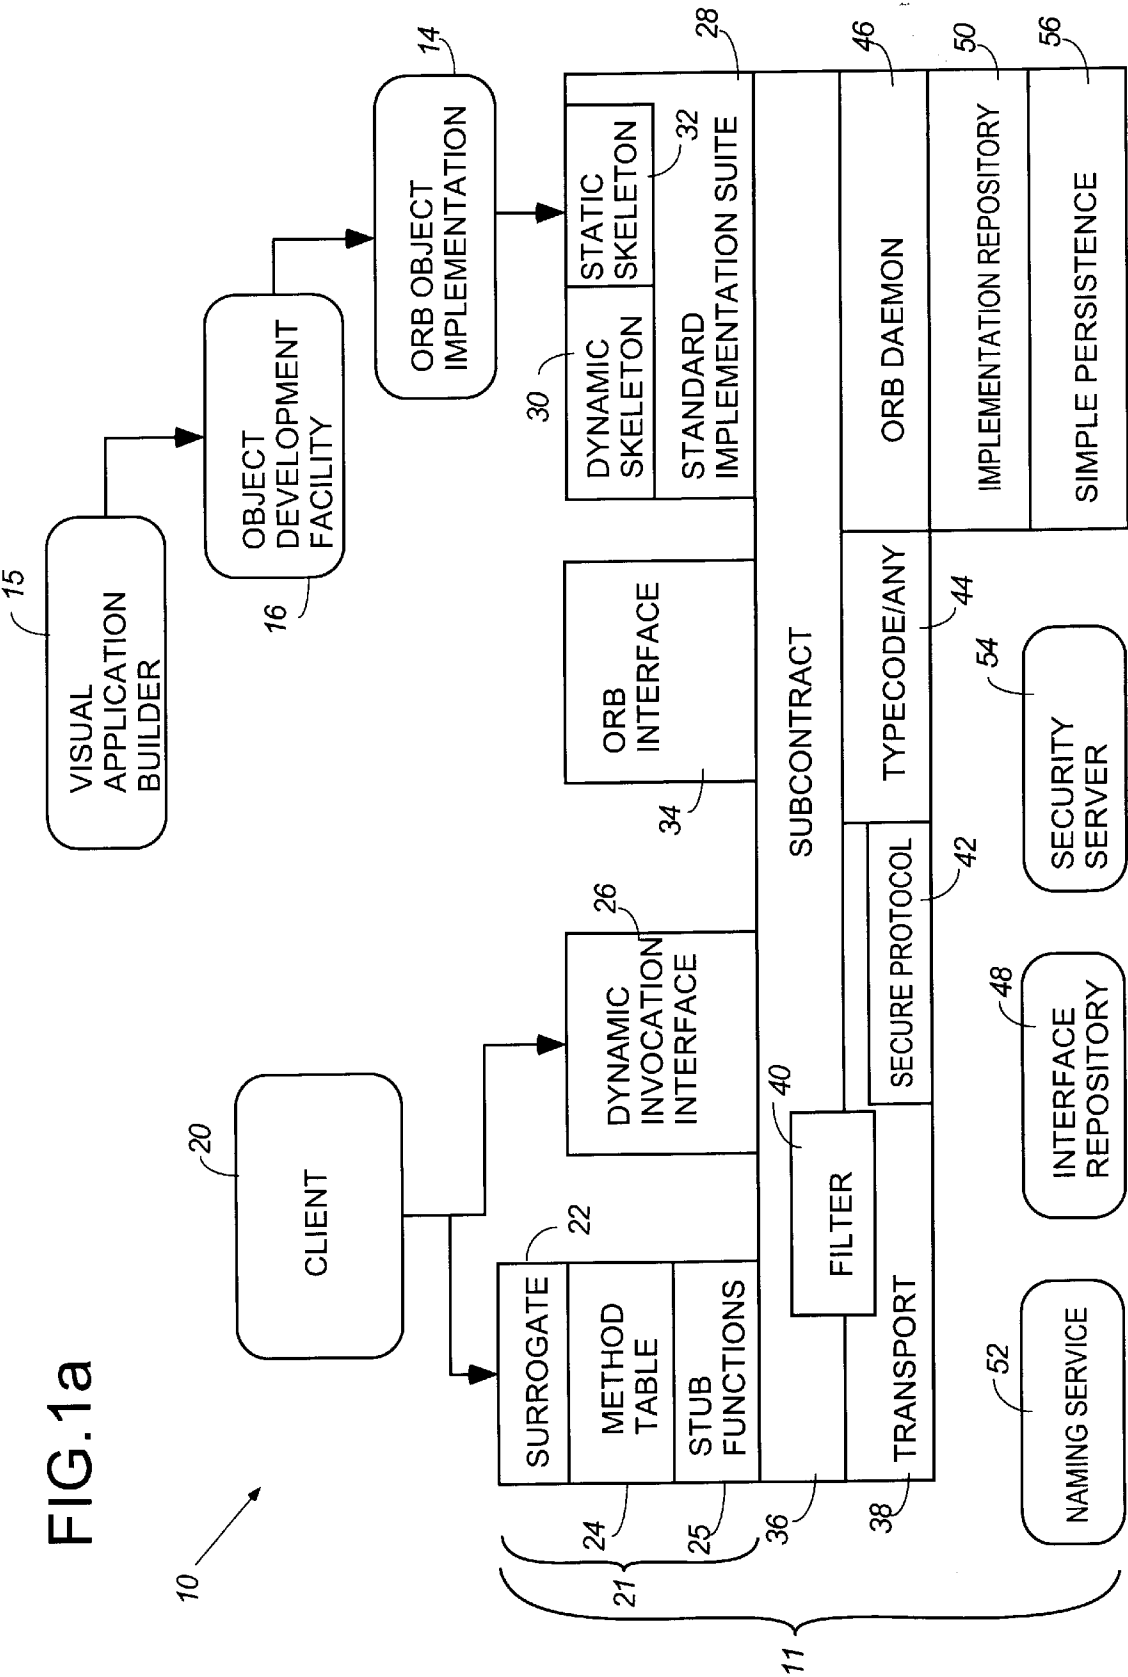 FIG.1a
10
15
VISUAL
APPLICATION
BUILDER
OBJECT
DEVELOPMENT
FACILITY
16
14
ORB OBJECT
IMPLEMENTATION
20
CLIENT
SURROGATE
22
METHOD
TABLE
24
STUB
FUNCTIONS
25
21
11
DYNAMIC
INVOCATION
INTERFACE
26
ORB
INTERFACE
34
30
DYNAMIC
SKELETON
STATIC
SKELETON
32
STANDARD
IMPLEMENTATION SUITE
28
36
SUBCONTRACT
40
FILTER
38
TRANSPORT
SECURE PROTOCOL
42
TYPECODE/ANY
44
ORB DAEMON
46
IMPLEMENTATION REPOSITORY
50
SIMPLE PERSISTENCE
56
52
NAMING SERVICE
48
INTERFACE
REPOSITORY
54
SECURITY
SERVER